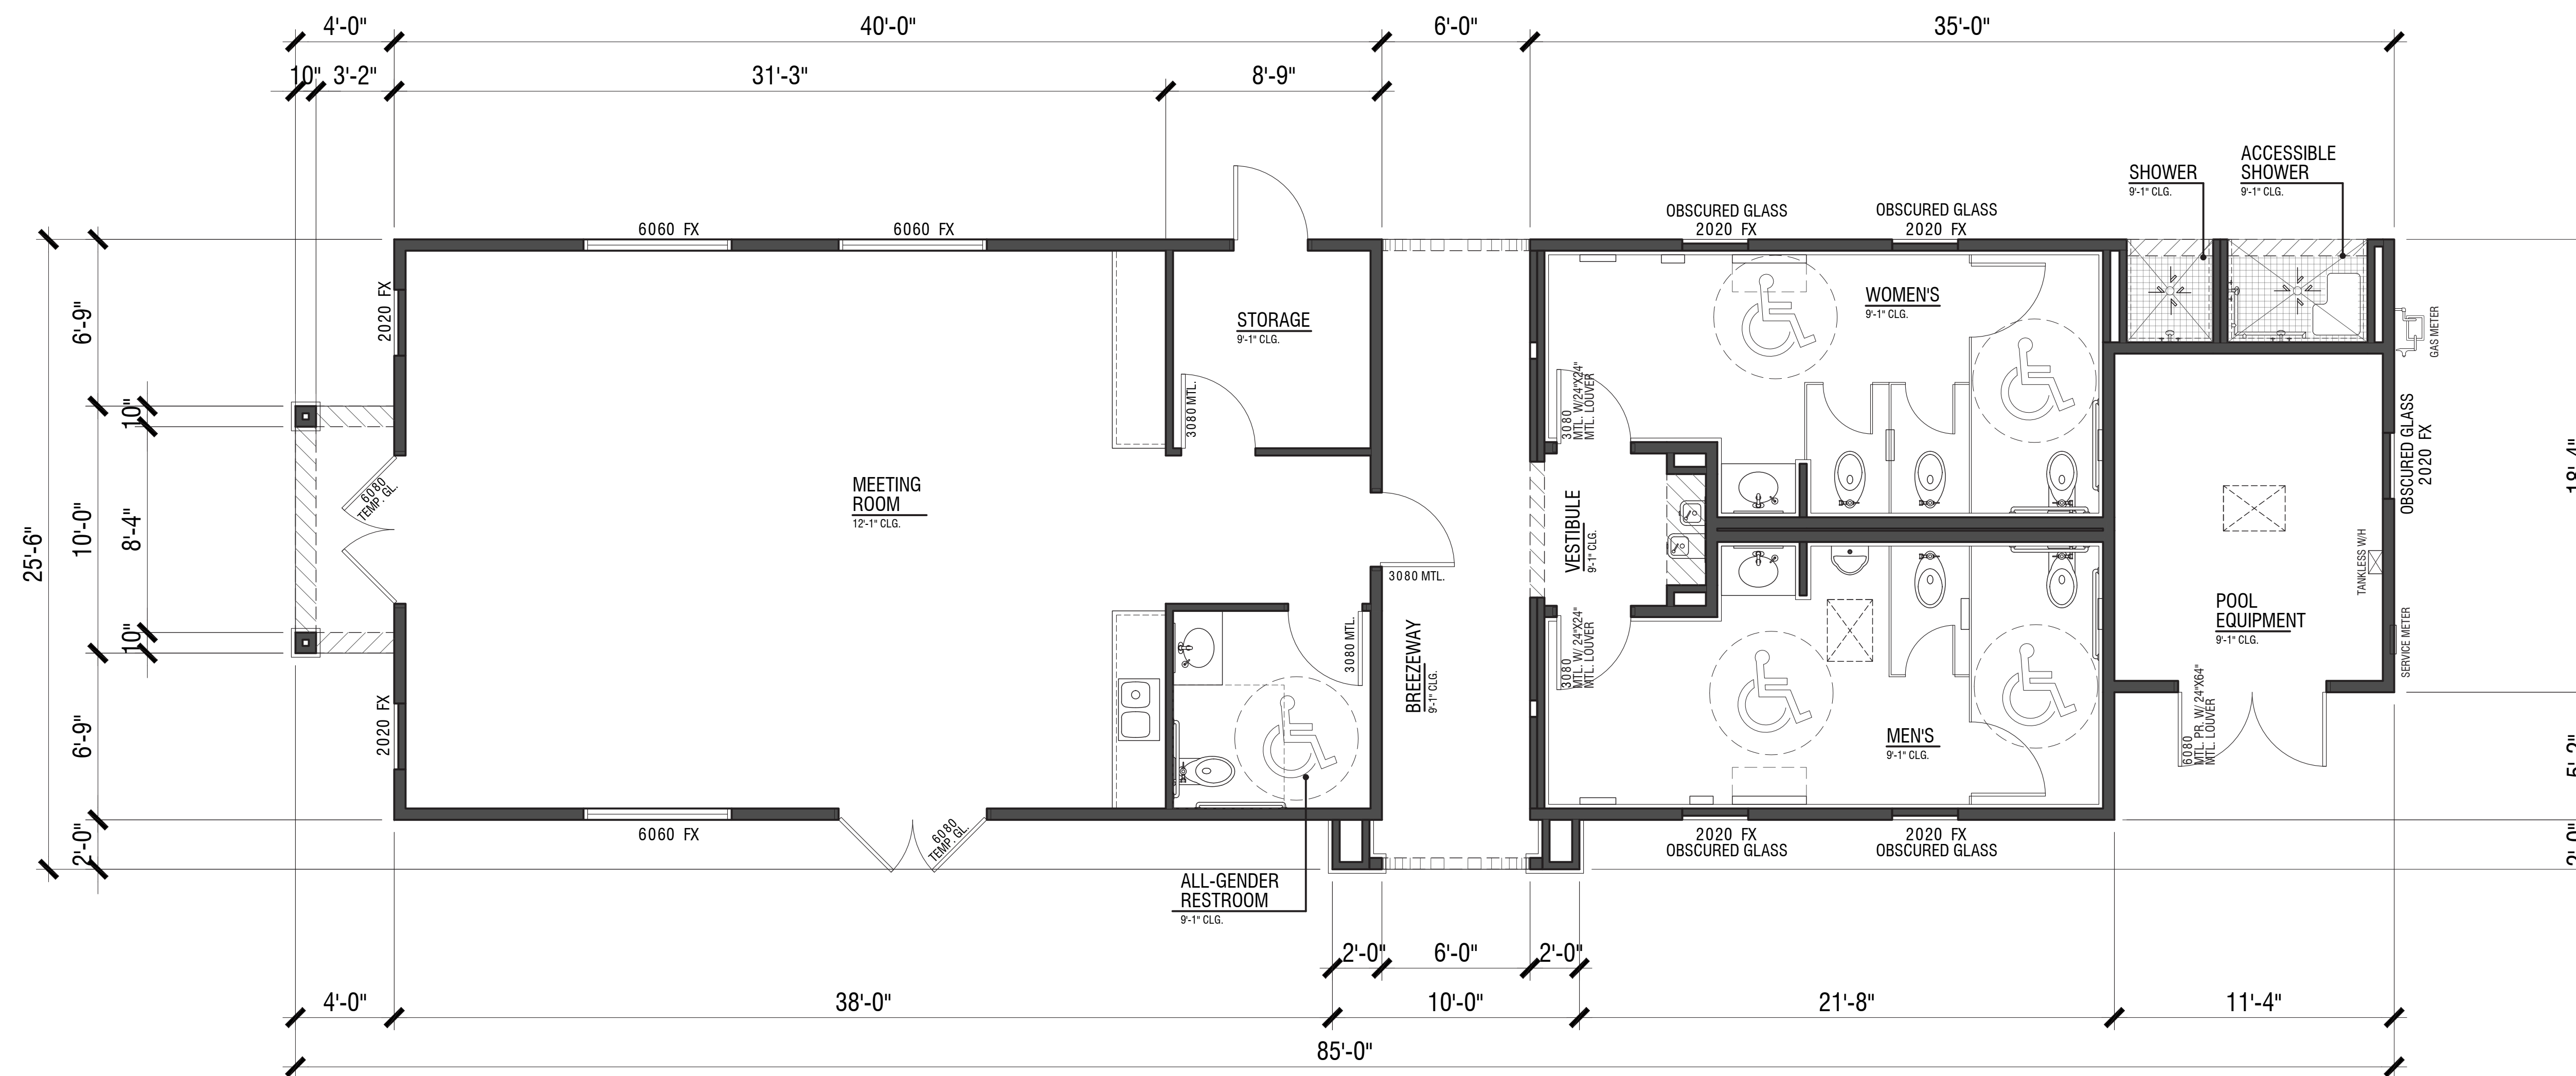 4'-0"
40'-0"
6'-0"
35'-0"
10"
3'-2"
31'-3"
8'-9"
ACCESSIBLE
SHOWER
9'-1" CLG.
SHOWER
9'-1" CLG.
OBSCURED GLASS
2020 FX
OBSCURED GLASS
2020 FX
6060 FX
6060 FX
2020 FX
6'-9"
WOMEN'S
9'-1" CLG.
STORAGE
9'-1" CLG.
GAS METER
3080 MTL.
3080
MTL. W/24"X24"
MTL. LOUVER
10"
OBSCURED GLASS
2020 FX
18'-4"
MEETING
ROOM
12'-1" CLG.
6080
TEMP. GL.
VESTIBULE
9'-1" CLG.
25'-6"
10'-0"
8'-4"
3080 MTL.
TANKLESS W/H
POOL
EQUIPMENT
9'-1" CLG.
10"
3080 MTL.
BREEZEWAY
9'-1" CLG.
3080
MTL. W/ 24"X24"
MTL. LOUVER
SERVICE METER
6080
MTL. PR. W/ 24"X64"
MTL. LOUVER
2020 FX
6'-9"
MEN'S
9'-1" CLG.
5'-2"
2'-0"
6060 FX
6080
TEMP. GL.
2020 FX
OBSCURED GLASS
2020 FX
OBSCURED GLASS
2'-0"
ALL-GENDER
RESTROOM
9'-1" CLG.
2'-0"
6'-0"
2'-0"
4'-0"
38'-0"
10'-0"
21'-8"
11'-4"
85'-0"